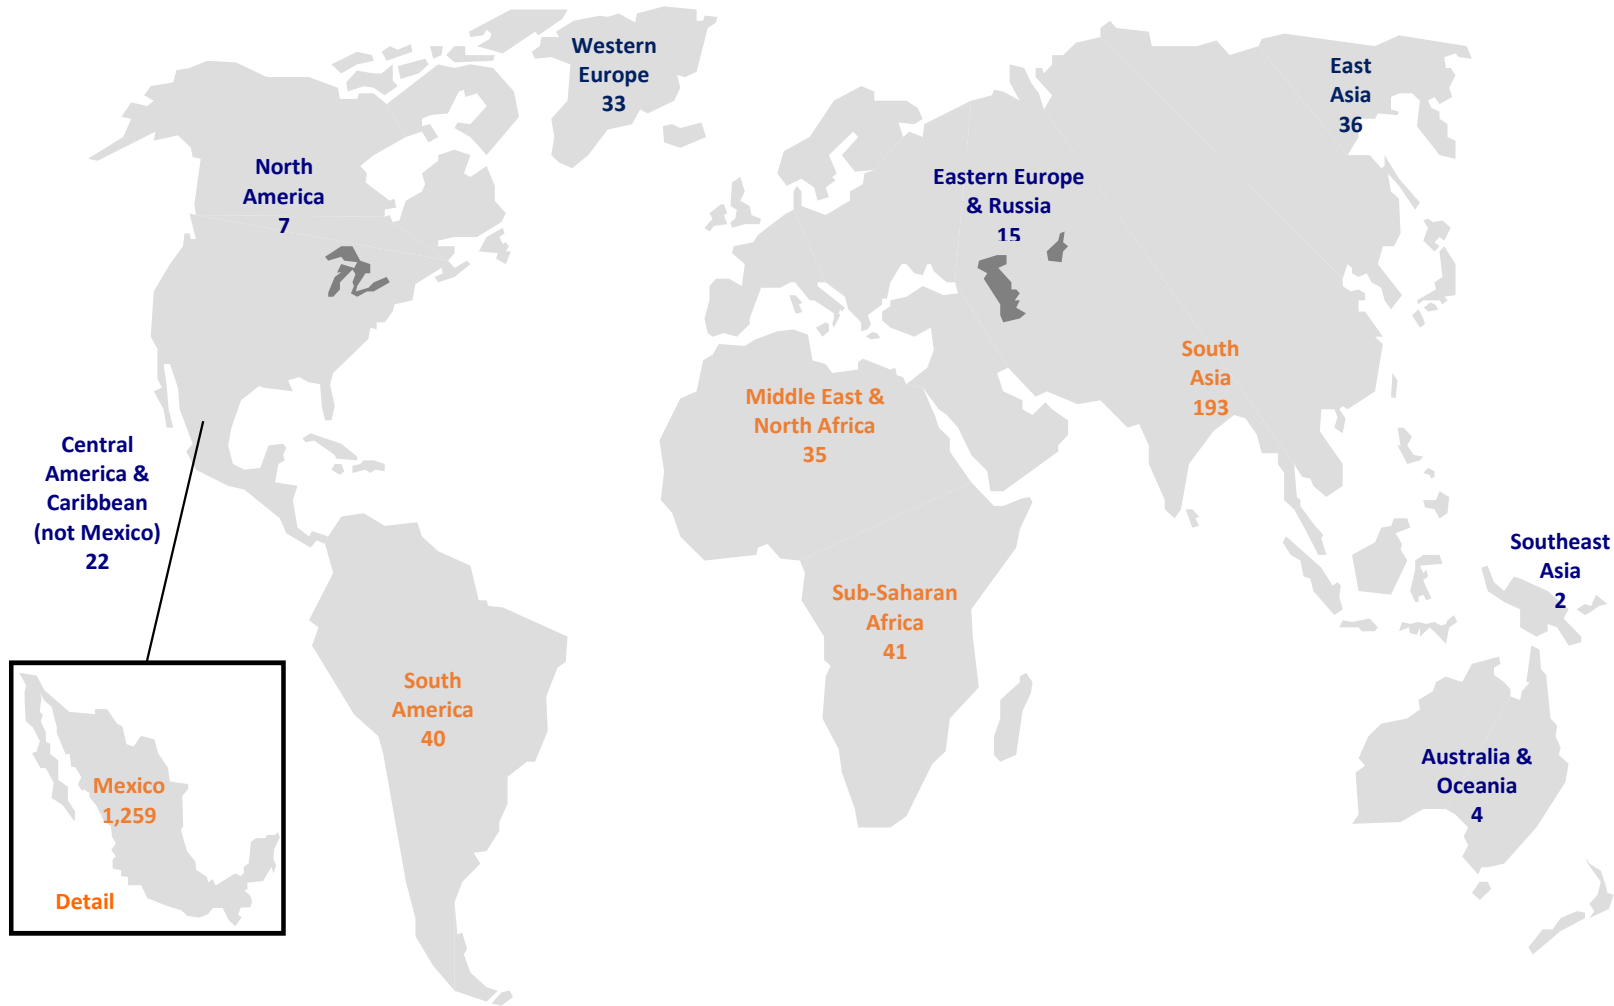 Western
Europe
33
East
Asia
36
North
America
7
Eastern Europe
& Russia
15
South
Asia
193
Middle East &
North Africa
35
Central
America &
Caribbean
(not Mexico)
22
Southeast
Asia
2
Sub-Saharan
Africa
41
South
America
40
Australia &
Oceania
4
Mexico
1,259
Detail